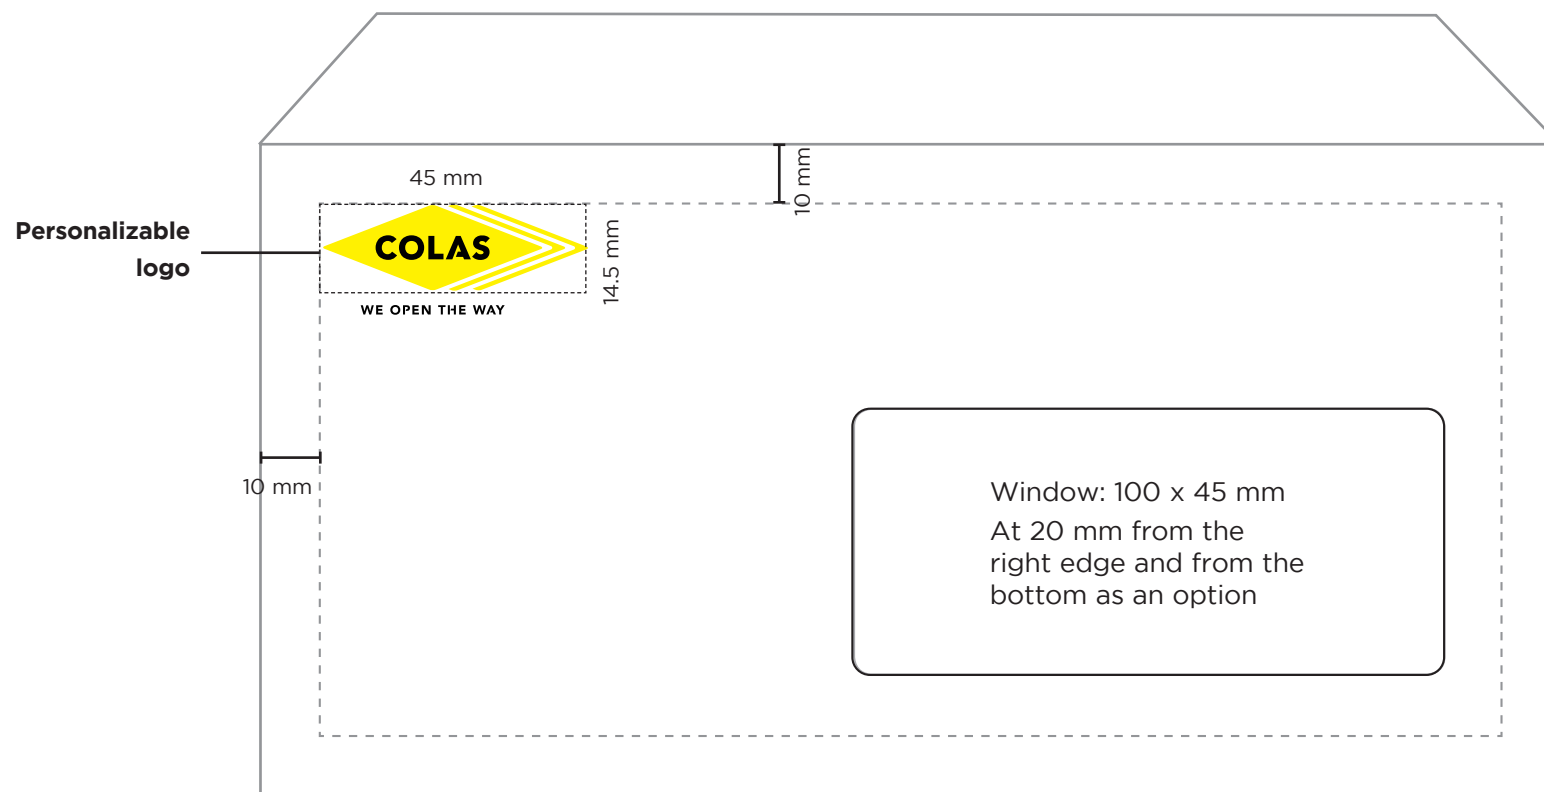 45 mm
10 mm
Personalizable
logo
COLAS
14.5 mm
WE OPEN THE WAY
10 mm
Window: 100 x 45 mm
At 20 mm from the
right edge and from the
bottom as an option